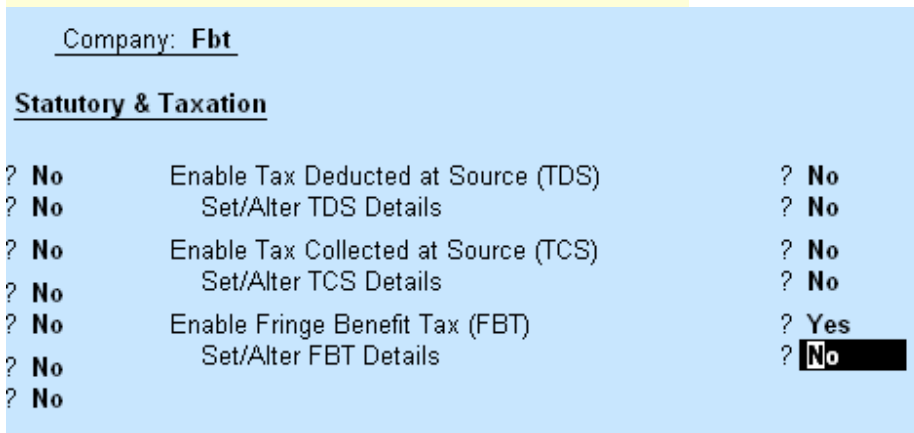 Company: Fbt
Statutory & Taxation
? No Enable Tax Deducted at Source (TDS) ? No
? No Set/Alter TDS Details ? No
? No Enable Tax Collected at Source (TCS) ? No
? No Set/Alter TCS Details ? No
? No Enable Fringe Benefit Tax (FBT) ? Yes
? No Set/Alter FBT Details ? No
? No